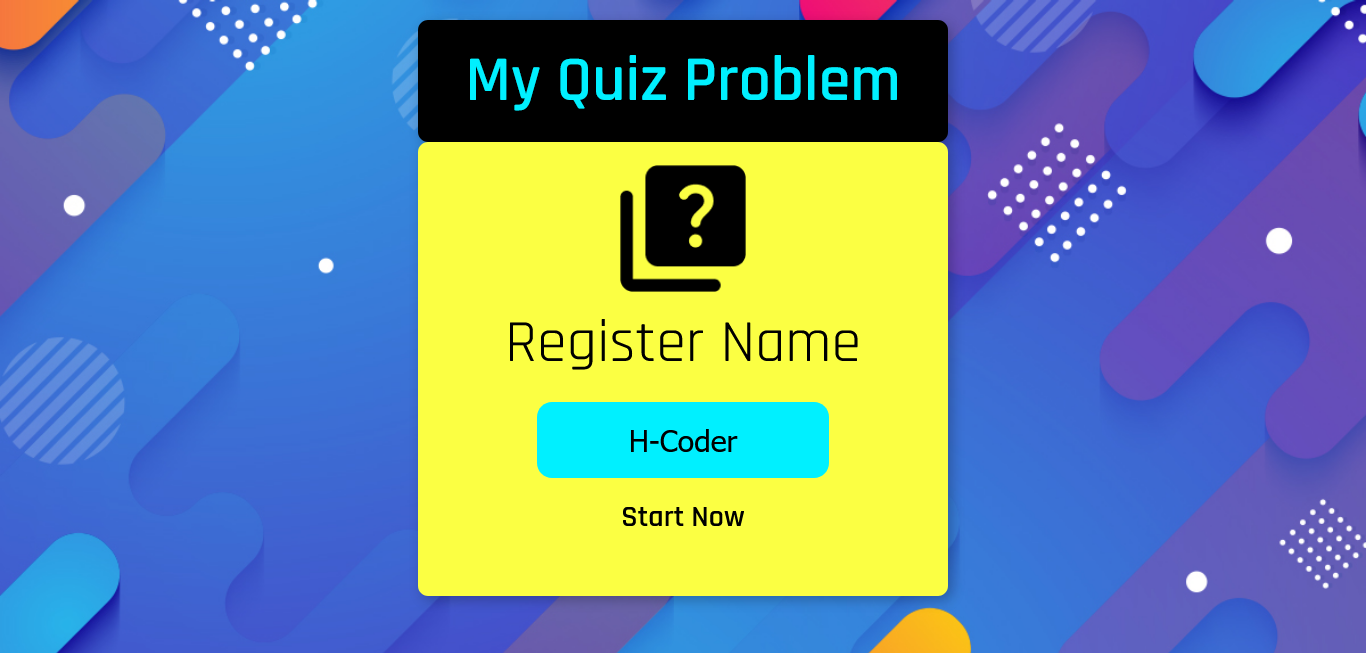 My Quiz Problem
?
Register Name
H-Coder
Start Now